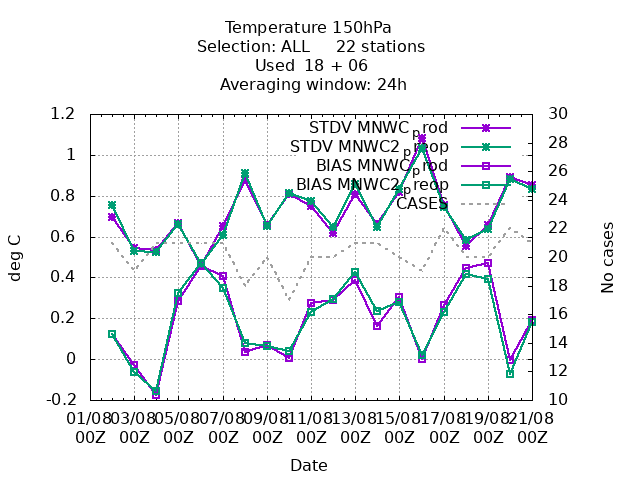 Temperature 150hPa
Selection: ALL 22 stations
Used 18 + 06
Averaging window: 24h
1.2
1
0.8
0.6
0.4
0.2
0
-0.2
deg C
30
28
26
24
22
20
18
16
14
12
10
No cases
STDV MNWCprod
STDV MNWC2preop
BIAS MNWCprod
BIAS MNWC2preop
CASES
01/08 03/08 05/08 07/08 09/08 11/08 13/08 15/08 17/08 19/08 21/08
00Z 00Z 00Z 00Z 00Z 00Z 00Z 00Z 00Z 00Z 00Z
Date